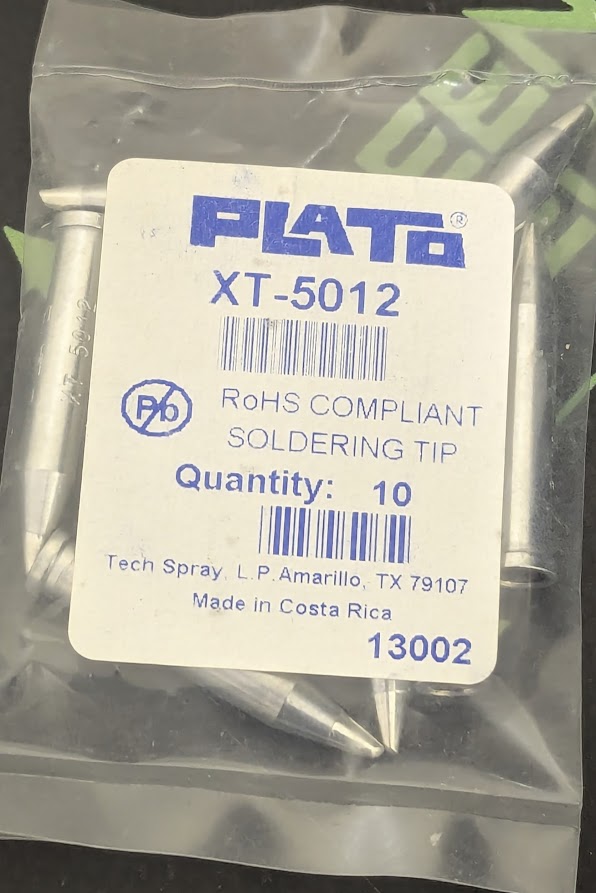 PLATO®
XT-5012
Pb
RoHS COMPLIANT
SOLDERING TIP
Quantity: 10
Tech Spray, L.P. Amarillo, TX 79107
Made in Costa Rica
13002
XT-5012